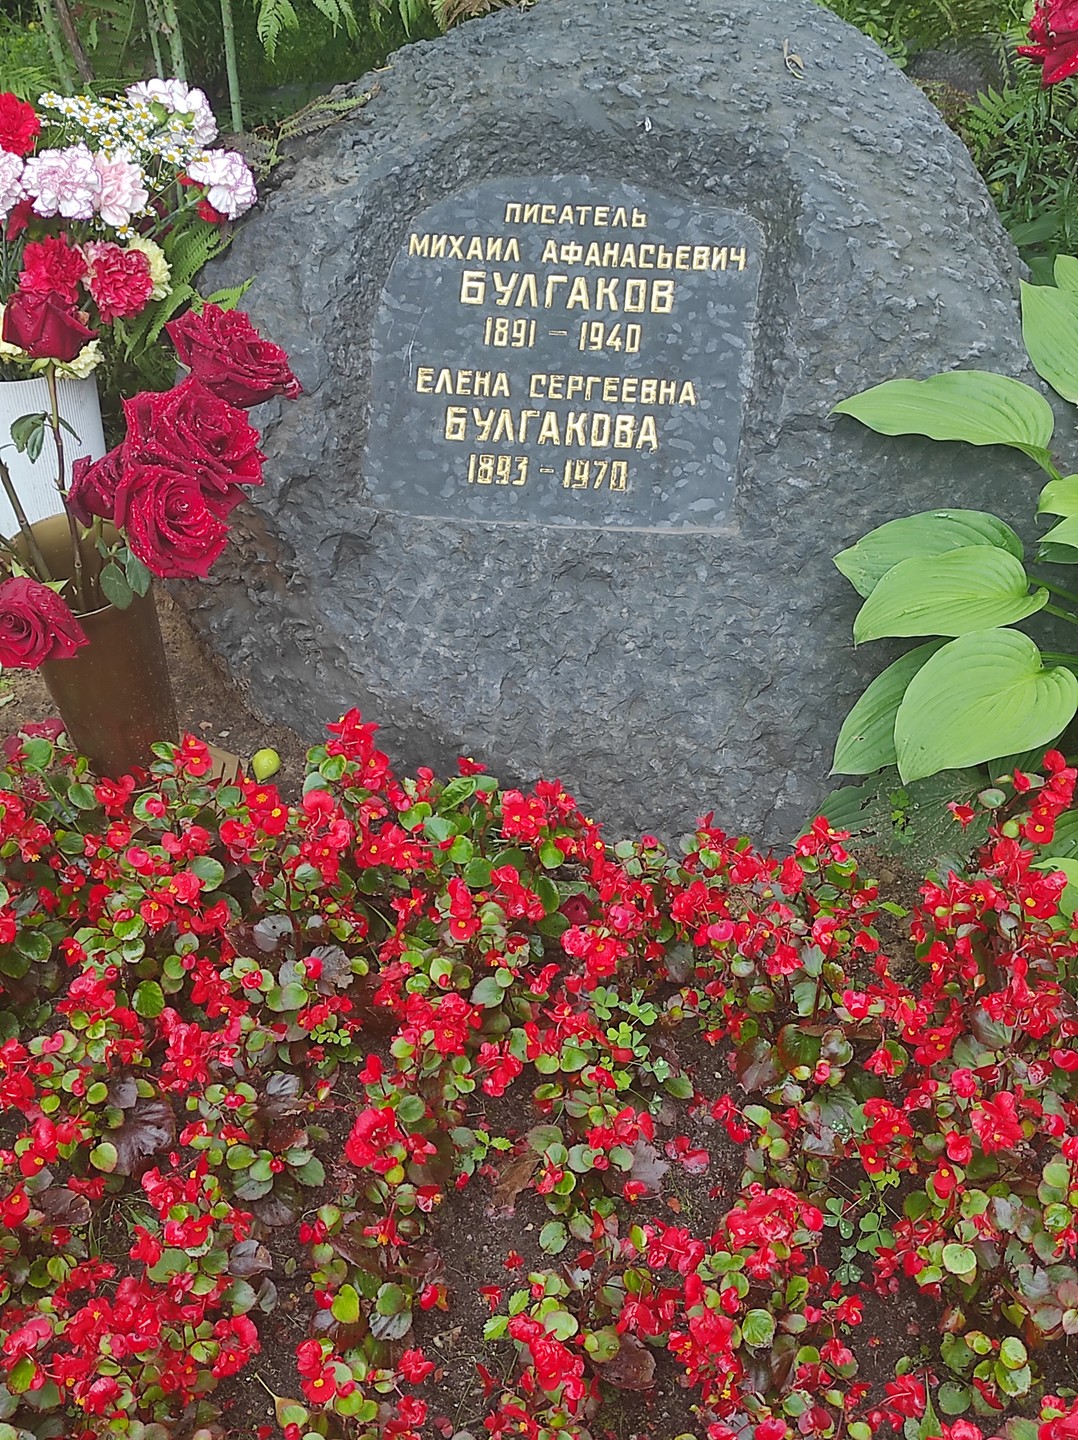 ПИСАТЕЛЬ
МИХАИЛ АФАНАСЬЕВИЧ
БУЛГАКОВ
1891 – 1940
ЕЛЕНА СЕРГЕЕВНА
БУЛГАКОВА
1893 – 1970